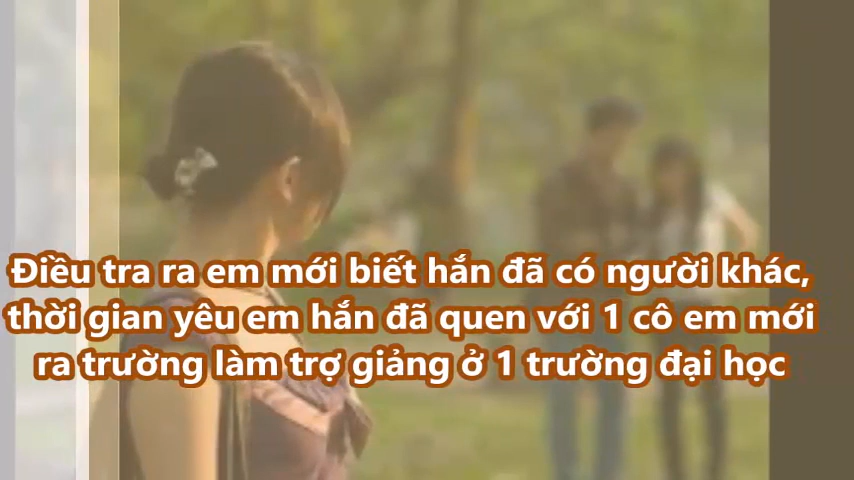 Điều tra ra em mới biết hắn đã có người khác,
thời gian yêu em hắn đã quen với 1 cô em mới
ra trường làm trợ giảng ở 1 trường đại học